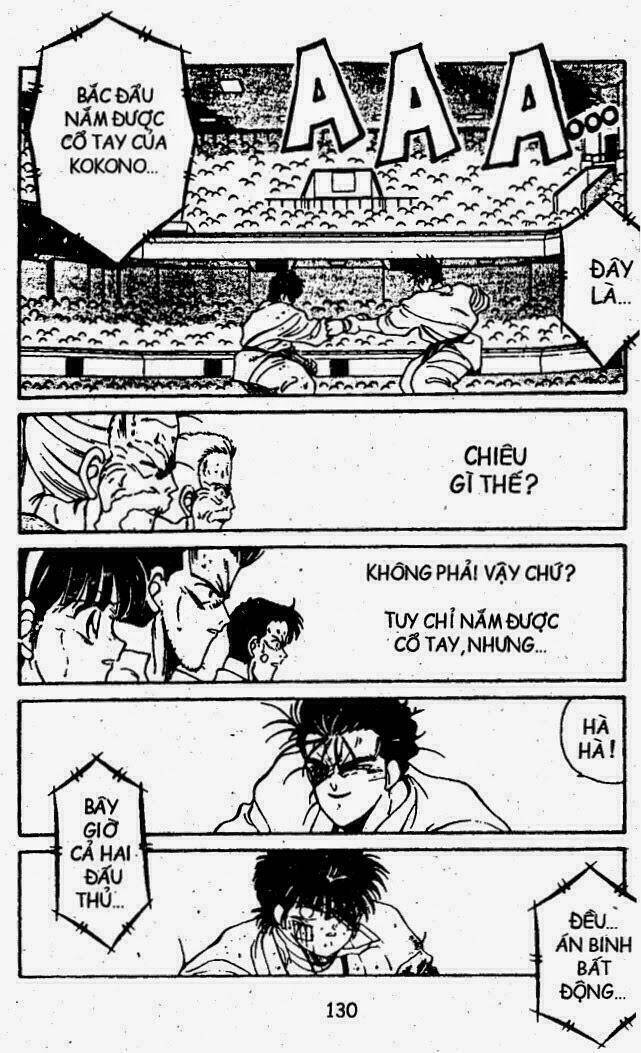 BẮC ĐẨU
NẮM ĐƯỢC
CỔ TAY CỦA
KOKONO...
A A A...
ĐÂY
LÀ...
CHIÊU
GÌ THẾ?
KHÔNG PHẢI VẬY CHỨ?
TUY CHỈ NẮM ĐƯỢC
CỔ TAY,NHƯNG...
HÀ
HÀ!
BÂY
GIỜ
CẢ HAI
ĐẤU
THỦ...
ĐỀU...
ÁN BINH
BẤT
ĐỘNG...
130